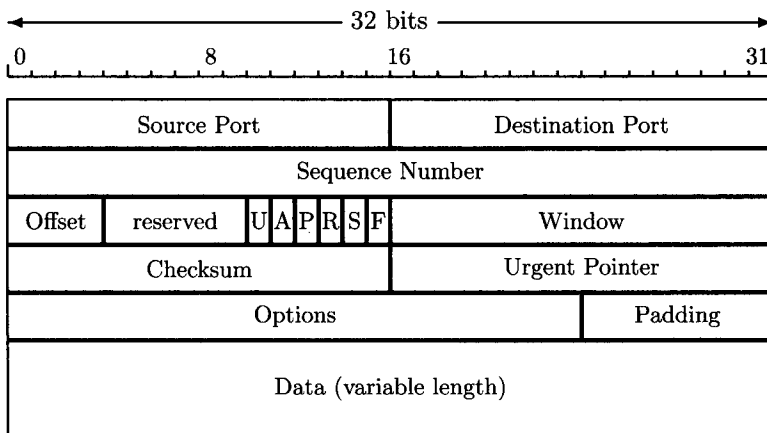 32 bits
0 8 16 31
Source Port Destination Port
Sequence Number
Offset reserved U A P R S F Window
Checksum Urgent Pointer
Options Padding
Data (variable length)